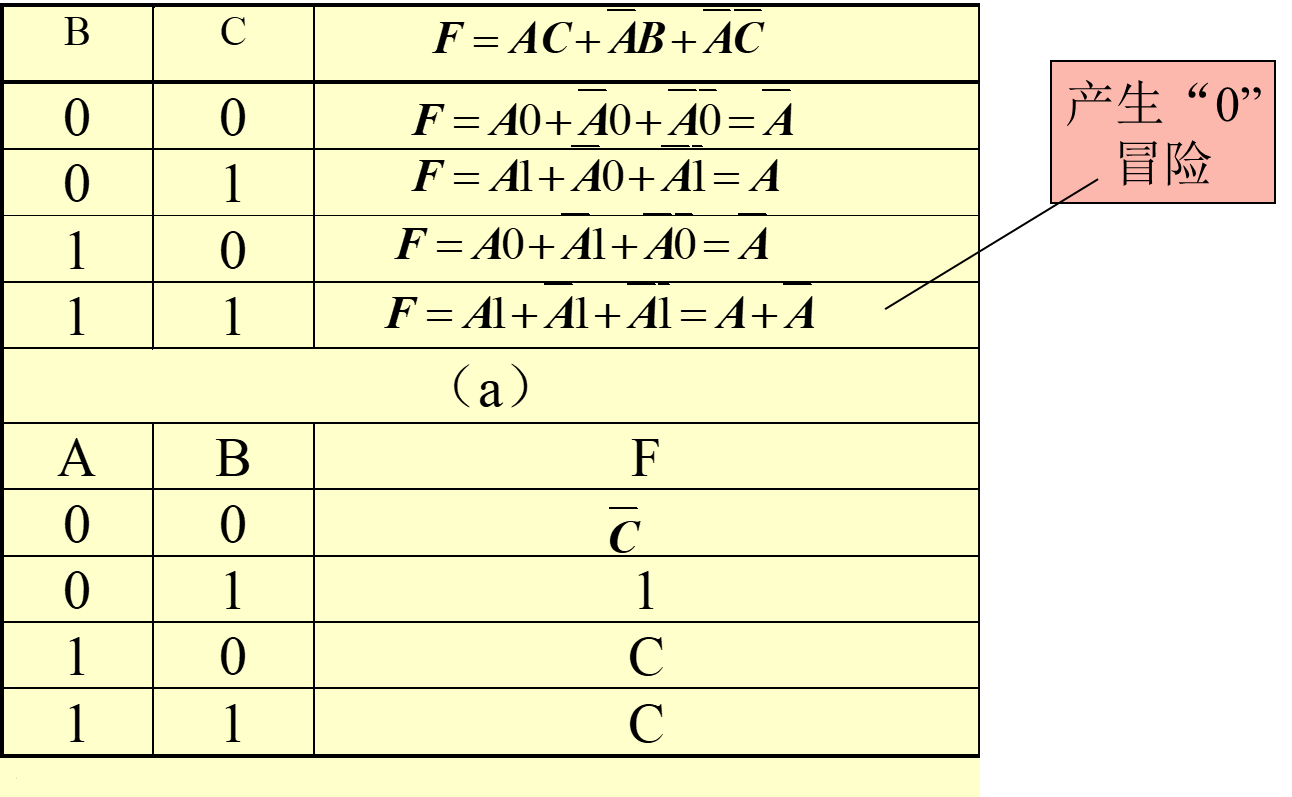 B C F = AC + A̅B + A̅C̅
0 0 F = A0 + A̅0 + A̅0̅ = A̅
0 1 F = A1 + A̅0 + A̅1̅ = A
1 0 F = A0 + A̅1 + A̅0̅ = A̅
1 1 F = A1 + A̅1 + A̅1̅ = A + A̅
产生“0”
冒险
（a）
A B F
0 0 C̅
0 1 1
1 0 C
1 1 C